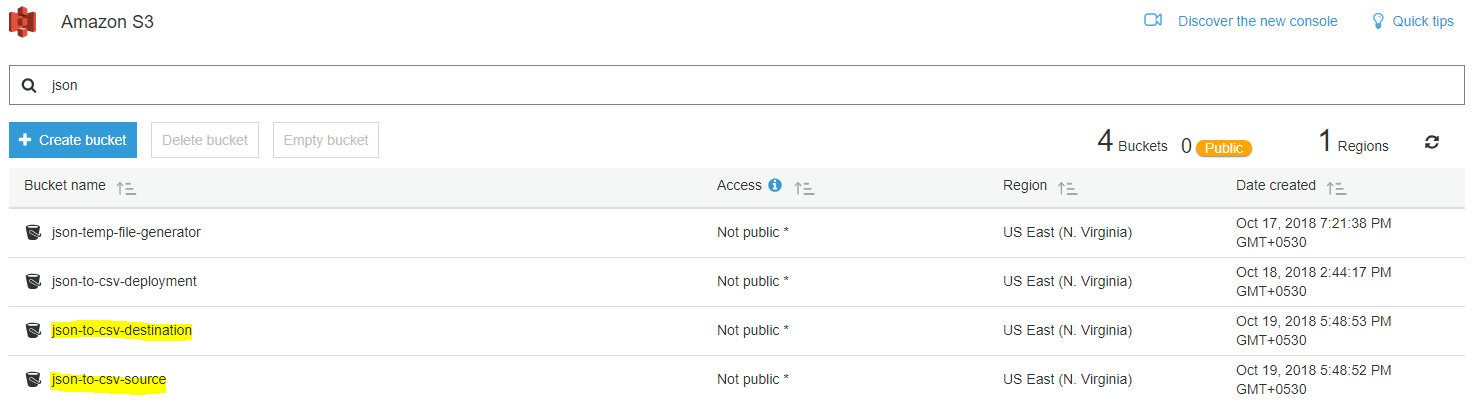 Amazon S3 Discover the new console Quick tips
json
Create bucket Delete bucket Empty bucket 4 Buckets 0 Public 1 Regions
Bucket name Access Region Date created
json-temp-file-generator Not public * US East (N. Virginia) Oct 17, 2018 7:21:38 PM
GMT+0530
json-to-csv-deployment Not public * US East (N. Virginia) Oct 18, 2018 2:44:17 PM
GMT+0530
json-to-csv-destination Not public * US East (N. Virginia) Oct 19, 2018 5:48:53 PM
GMT+0530
json-to-csv-source Not public * US East (N. Virginia) Oct 19, 2018 5:48:52 PM
GMT+0530